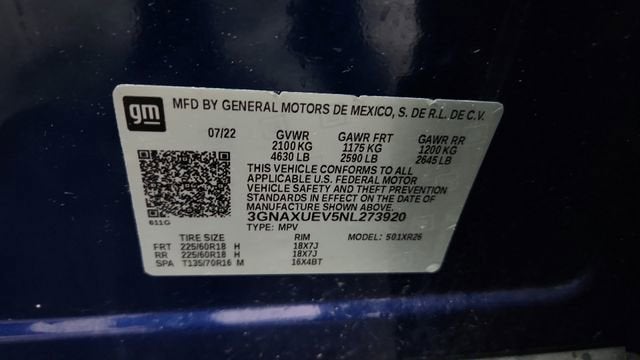 gm
MFD BY GENERAL MOTORS DE MEXICO, S. DE R.L. DE C.V.
07/22 GVWR GAWR FRT GAWR RR
2100 KG 1175 KG 1200 KG
4630 LB 2590 LB 2645 LB
THIS VEHICLE CONFORMS TO ALL
APPLICABLE U.S. FEDERAL MOTOR
VEHICLE SAFETY AND THEFT PREVENTION
STANDARDS IN EFFECT ON THE DATE OF
MANUFACTURE SHOWN ABOVE.
3GNAXUEV5NL273920
611G TYPE: MPV MODEL: 501XR26
TIRE SIZE RIM
FRT 225/60R18 H 18X7J
RR 225/60R18 H 18X7J
SPA T135/70R16 M 16X4BT